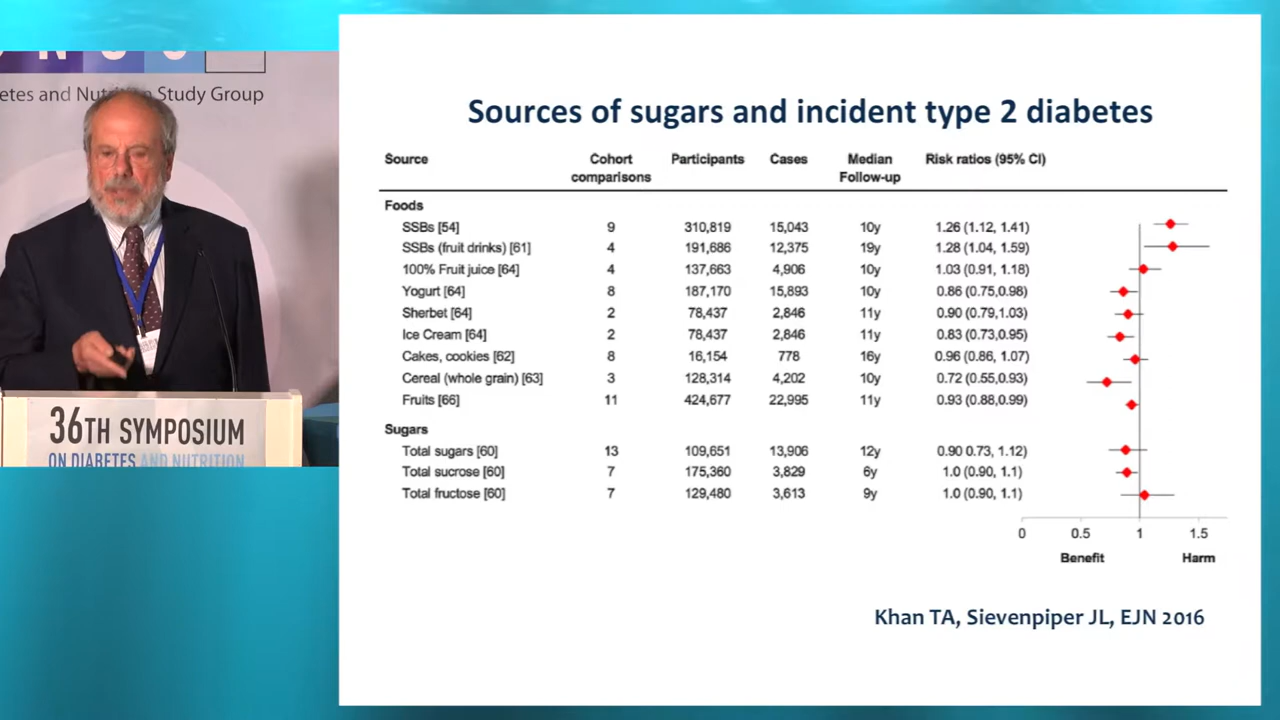 etes and Nutrition Study Group
36TH SYMPOSIUM
ON DIABETES AND NUTRITION
Sources of sugars and incident type 2 diabetes
Source Cohort comparisons Participants Cases Median Follow-up Risk ratios (95% CI)
Foods
SSBs [54] 9 310,819 15,043 10y 1.26 (1.12, 1.41)
SSBs (fruit drinks) [61] 4 191,686 12,375 19y 1.28 (1.04, 1.59)
100% Fruit juice [64] 4 137,663 4,906 10y 1.03 (0.91, 1.18)
Yogurt [64] 8 187,170 15,893 10y 0.86 (0.75,0.98)
Sherbet [64] 2 78,437 2,846 11y 0.90 (0.79,1.03)
Ice Cream [64] 2 78,437 2,846 11y 0.83 (0.73,0.95)
Cakes, cookies [62] 8 16,154 778 16y 0.96 (0.86, 1.07)
Cereal (whole grain) [63] 3 128,314 4,202 10y 0.72 (0.55,0.93)
Fruits [66] 11 424,677 22,995 11y 0.93 (0.88,0.99)
Sugars
Total sugars [60] 13 109,651 13,906 12y 0.90 0.73, 1.12)
Total sucrose [60] 7 175,360 3,829 6y 1.0 (0.90, 1.1)
Total fructose [60] 7 129,480 3,613 9y 1.0 (0.90, 1.1)
0 0.5 1 1.5
Benefit Harm
Khan TA, Sievenpiper JL, EJN 2016